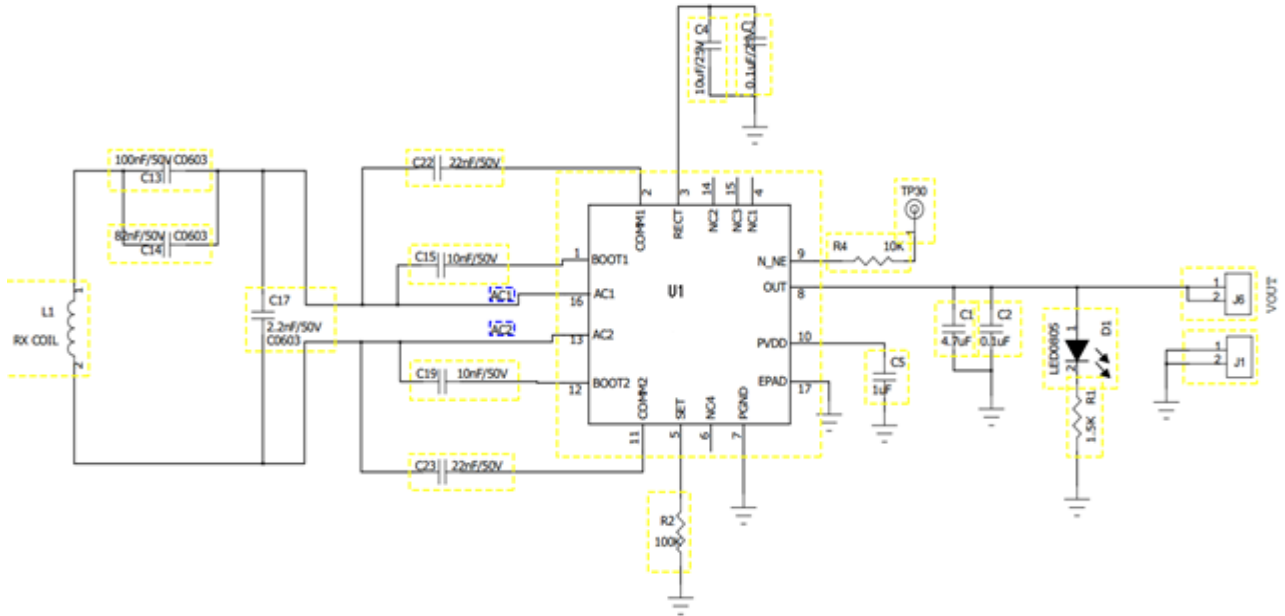 C4
10uF/25V
0.1uF/25V
100nF/50V C0603
C13
82nF/50V C0603
C14
C22 22nF/50V
2
3
14
15
4
COMM1
RECT
NC2
NC3
NC1
TP30
1
R4 10K
9
N_NE
C15 10nF/50V
1
BOOT1
AC1
16
AC1
U1
OUT
8
1
L1
RX COIL
2
C17
2.2nF/50V
C0603
AC2
13
AC2
C19 10nF/50V
12
BOOT2
COMM2
SET
NC4
PGND
PVDD
10
EPAD
17
C5
1uF
C1
4.7uF
C2
0.1uF
1
D1
LED0805
2
R1
1.5K
1
2
J6
VOUT
1
2
J1
11
5
6
7
C23 22nF/50V
R2
100K